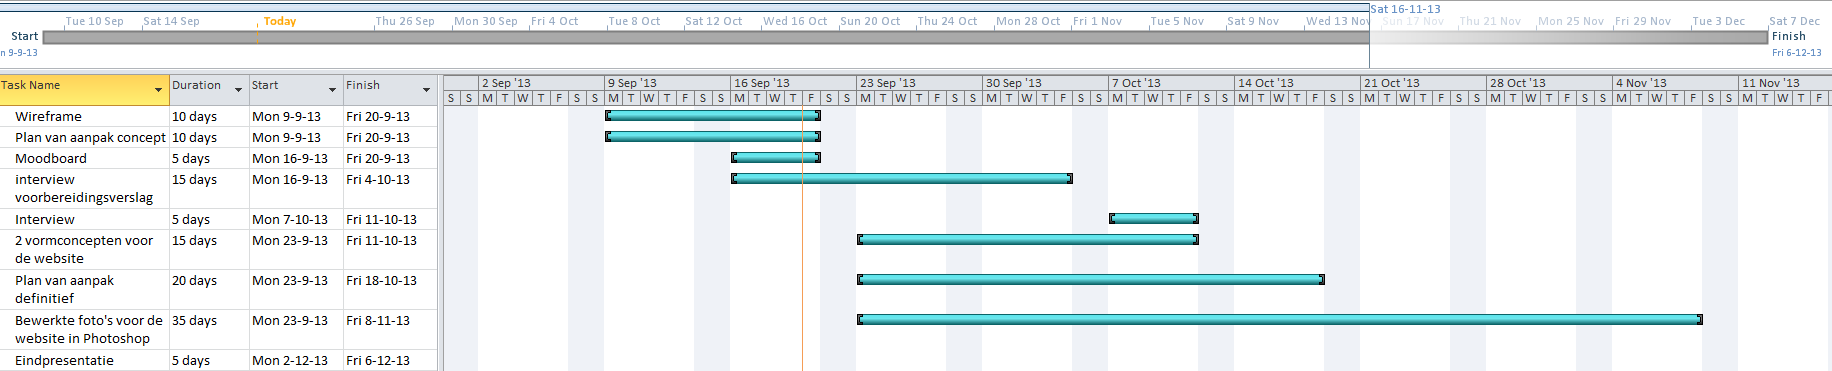 Sat 16-11-13
Tue 10 Sep Sat 14 Sep Today Thu 26 Sep Mon 30 Sep Fri 4 Oct Tue 8 Oct Sat 12 Oct Wed 16 Oct Sun 20 Oct Thu 24 Oct Mon 28 Oct Fri 1 Nov Tue 5 Nov Sat 9 Nov Wed 13 Nov Sun 17 Nov Thu 21 Nov Mon 25 Nov Fri 29 Nov Tue 3 Dec Sat 7 Dec
Start Finish
n 9-9-13 Fri 6-12-13
Task Name Duration Start Finish 2 Sep '13 9 Sep '13 16 Sep '13 23 Sep '13 30 Sep '13 7 Oct '13 14 Oct '13 21 Oct '13 28 Oct '13 4 Nov '13 11 Nov '13
S S M T W T F S S M T W T F S S M T W T F S S M T W T F S S M T W T F S S M T W T F S S M T W T F S S M T W T F S S M T W T F S S M T W T F S S M T W T F
Wireframe 10 days Mon 9-9-13 Fri 20-9-13
Plan van aanpak concept 10 days Mon 9-9-13 Fri 20-9-13
Moodboard 5 days Mon 16-9-13 Fri 20-9-13
interview 15 days Mon 16-9-13 Fri 4-10-13
voorbereidingsverslag
Interview 5 days Mon 7-10-13 Fri 11-10-13
2 vormconcepten voor 15 days Mon 23-9-13 Fri 11-10-13
de website
Plan van aanpak 20 days Mon 23-9-13 Fri 18-10-13
definitief
Bewerkte foto's voor de 35 days Mon 23-9-13 Fri 8-11-13
website in Photoshop
Eindpresentatie 5 days Mon 2-12-13 Fri 6-12-13